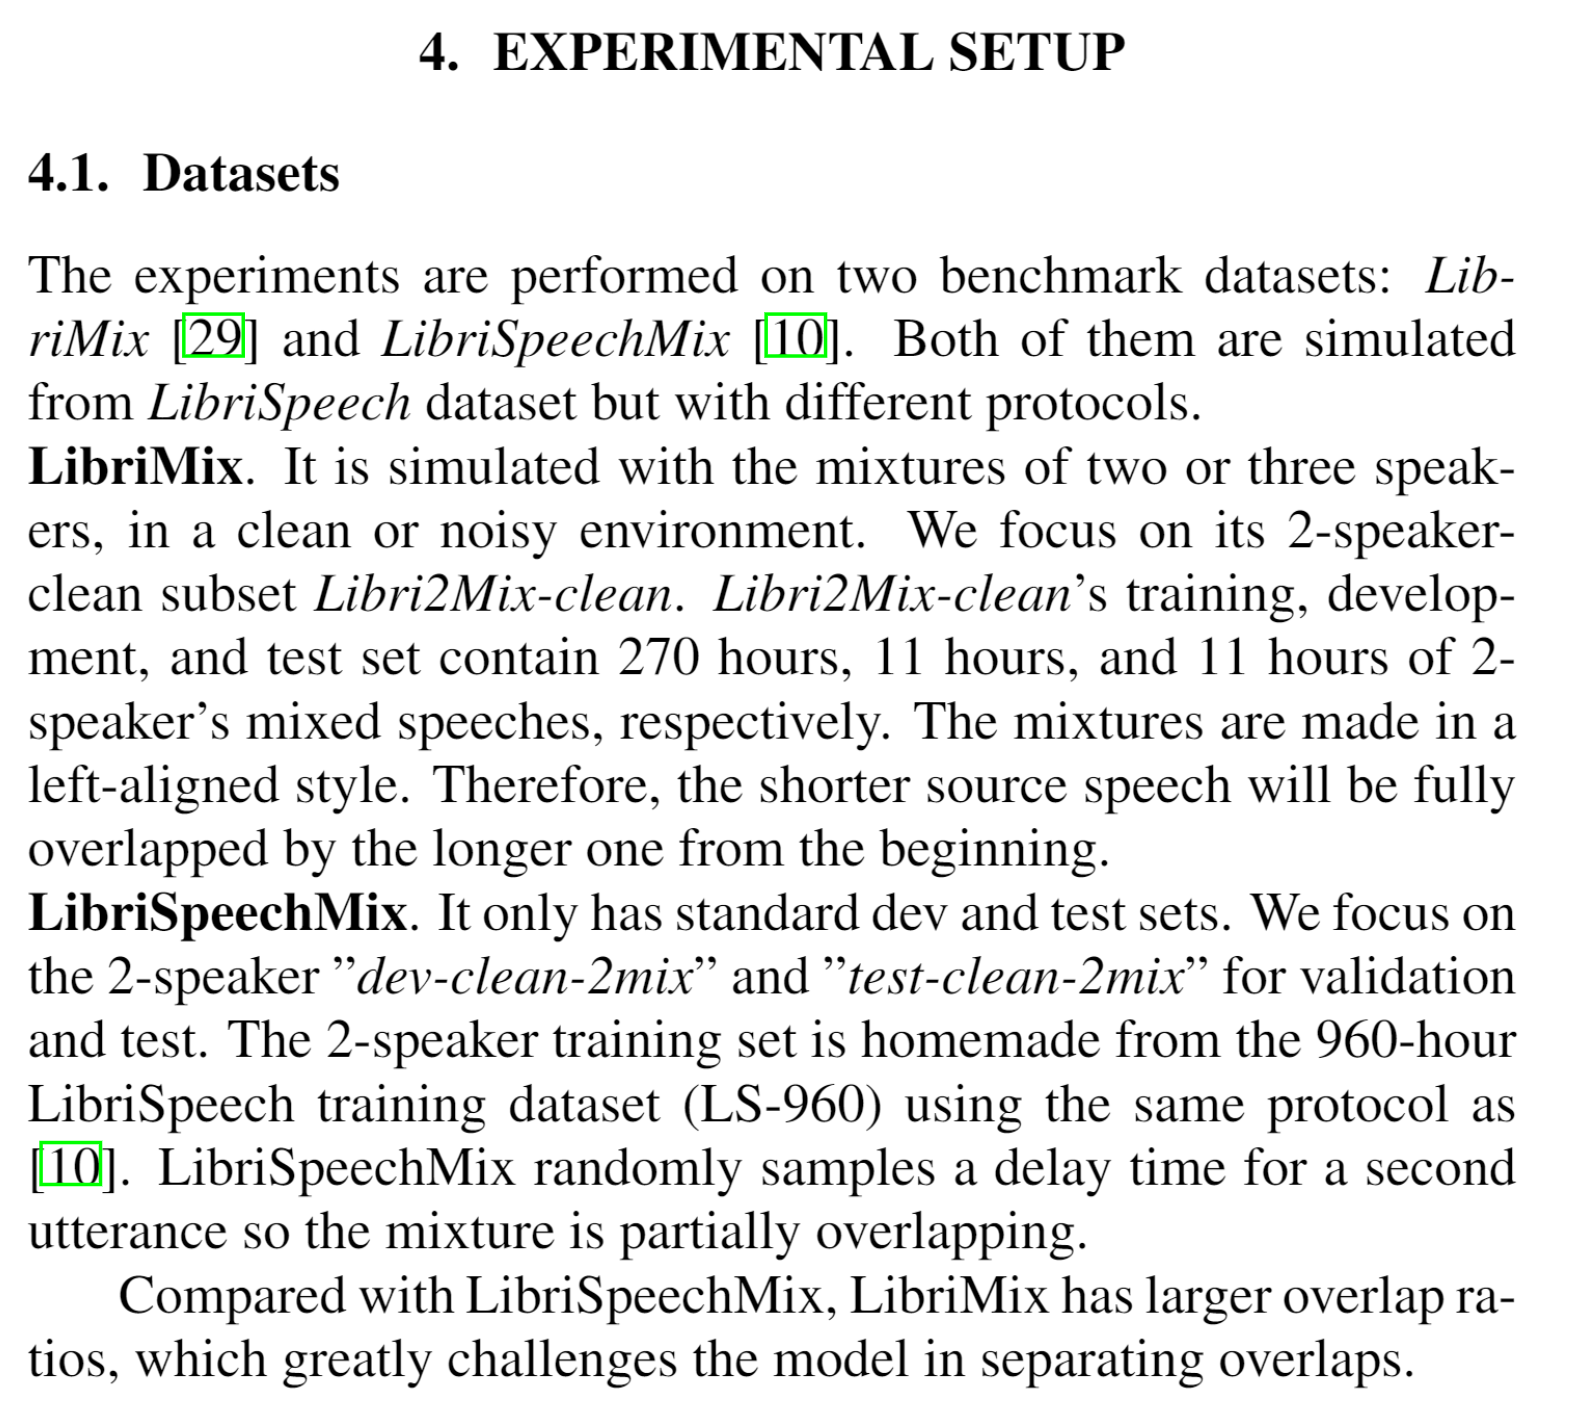 4. EXPERIMENTAL SETUP
4.1. Datasets
The experiments are performed on two benchmark datasets: Lib-
riMix [29] and LibriSpeechMix [10]. Both of them are simulated
from LibriSpeech dataset but with different protocols.
LibriMix. It is simulated with the mixtures of two or three speak-
ers, in a clean or noisy environment. We focus on its 2-speaker-
clean subset Libri2Mix-clean. Libri2Mix-clean’s training, develop-
ment, and test set contain 270 hours, 11 hours, and 11 hours of 2-
speaker’s mixed speeches, respectively. The mixtures are made in a
left-aligned style. Therefore, the shorter source speech will be fully
overlapped by the longer one from the beginning.
LibriSpeechMix. It only has standard dev and test sets. We focus on
the 2-speaker ”dev-clean-2mix” and ”test-clean-2mix” for validation
and test. The 2-speaker training set is homemade from the 960-hour
LibriSpeech training dataset (LS-960) using the same protocol as
[10]. LibriSpeechMix randomly samples a delay time for a second
utterance so the mixture is partially overlapping.
Compared with LibriSpeechMix, LibriMix has larger overlap ra-
tios, which greatly challenges the model in separating overlaps.